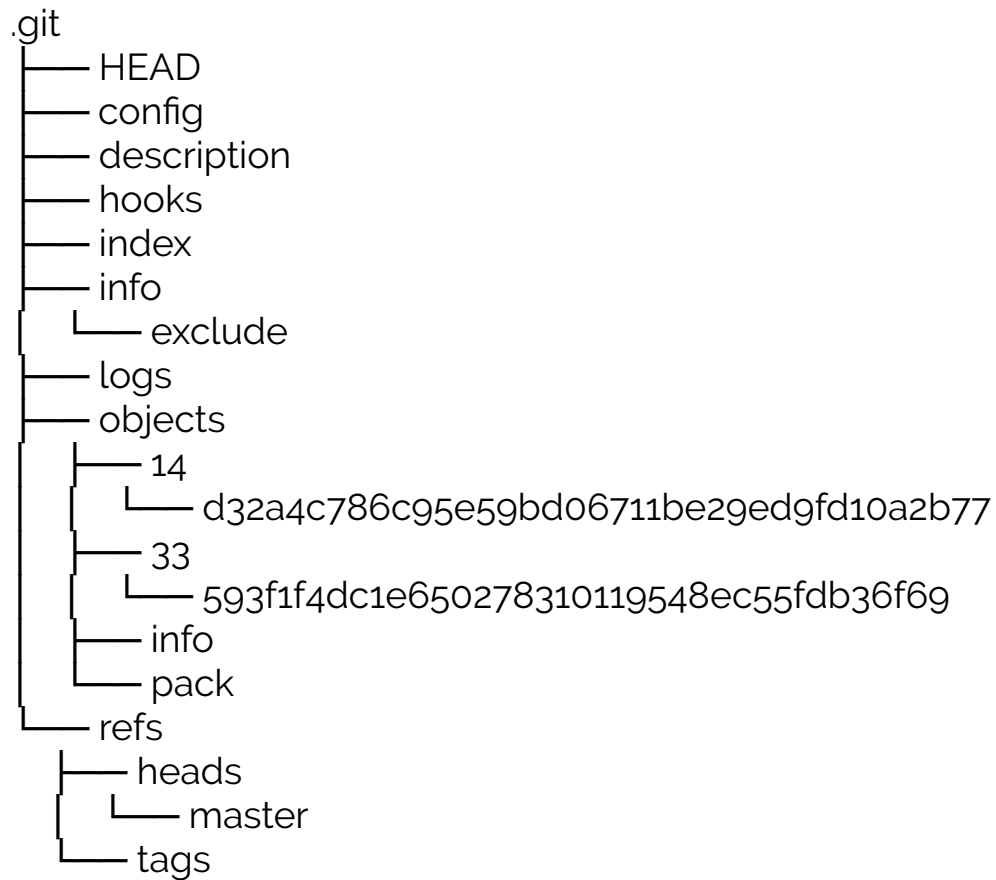 .git
├── HEAD
├── config
├── description
├── hooks
├── index
├── info
│   └── exclude
├── logs
├── objects
│   ├── 14
│   │   └── d32a4c786c95e59bd06711be29ed9fd10a2b77
│   ├── 33
│   │   └── 593f1f4dc1e650278310119548ec55fdb36f69
│   ├── info
│   └── pack
└── refs
    ├── heads
    │   └── master
    └── tags